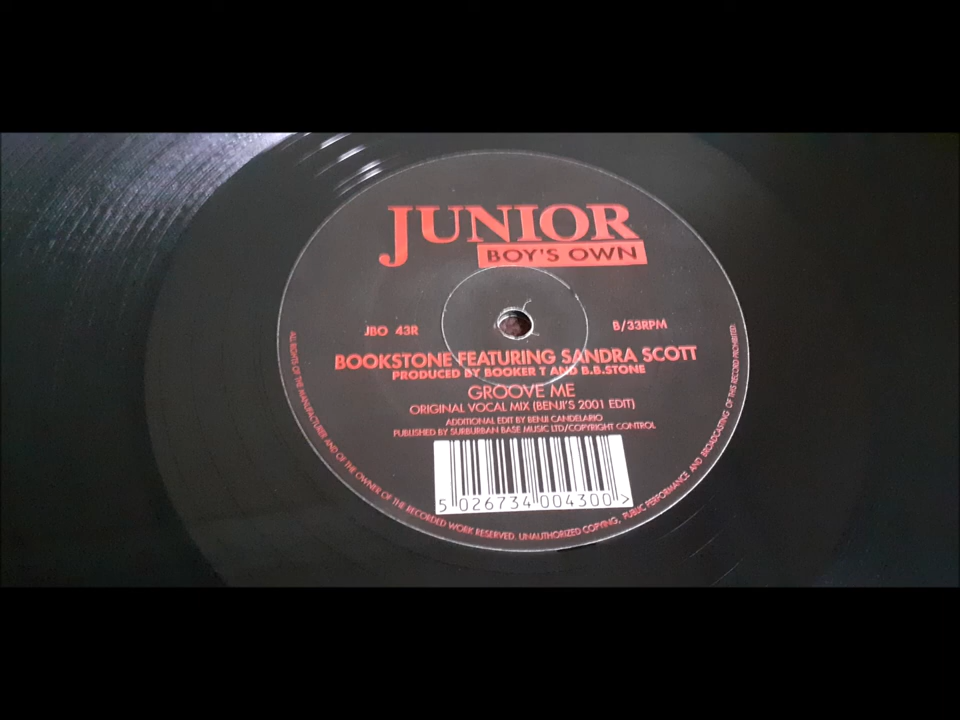 JUNIOR
BOY'S OWN
JBO 43R
B/33RPM
BOOKSTONE FEATURING SANDRA SCOTT
PRODUCED BY BOOKER T AND B.B.STONE
GROOVE ME
ORIGINAL VOCAL MIX (BENJI'S 2001 EDIT)
ADDITIONAL EDIT BY BENJI CANDELARIO
PUBLISHED BY SURBURBAN BASE MUSIC LTD/COPYRIGHT CONTROL
5 026734 004300 >
ALL RIGHTS OF THE MANUFACTURER AND OF THE OWNER OF THE RECORDED WORK RESERVED. UNAUTHORIZED COPYING, PUBLIC PERFORMANCE AND BROADCASTING OF THIS RECORD PROHIBITED.